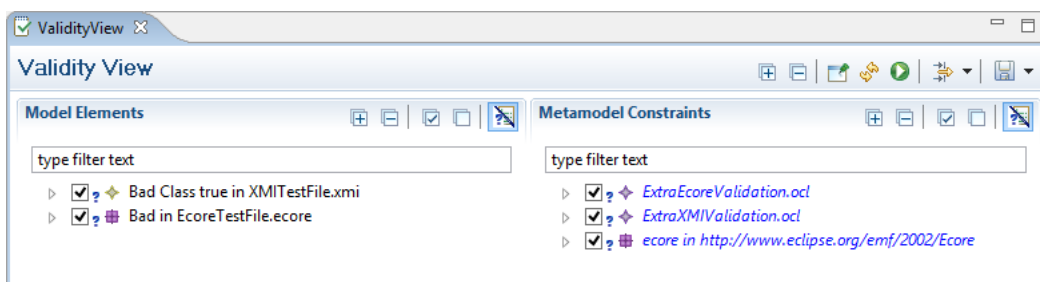 ValidityView
Validity View
Model Elements
type filter text
Bad Class true in XMITestFile.xmi
Bad in EcoreTestFile.ecore
Metamodel Constraints
type filter text
ExtraEcoreValidation.ocl
ExtraXMIValidation.ocl
ecore in http://www.eclipse.org/emf/2002/Ecore